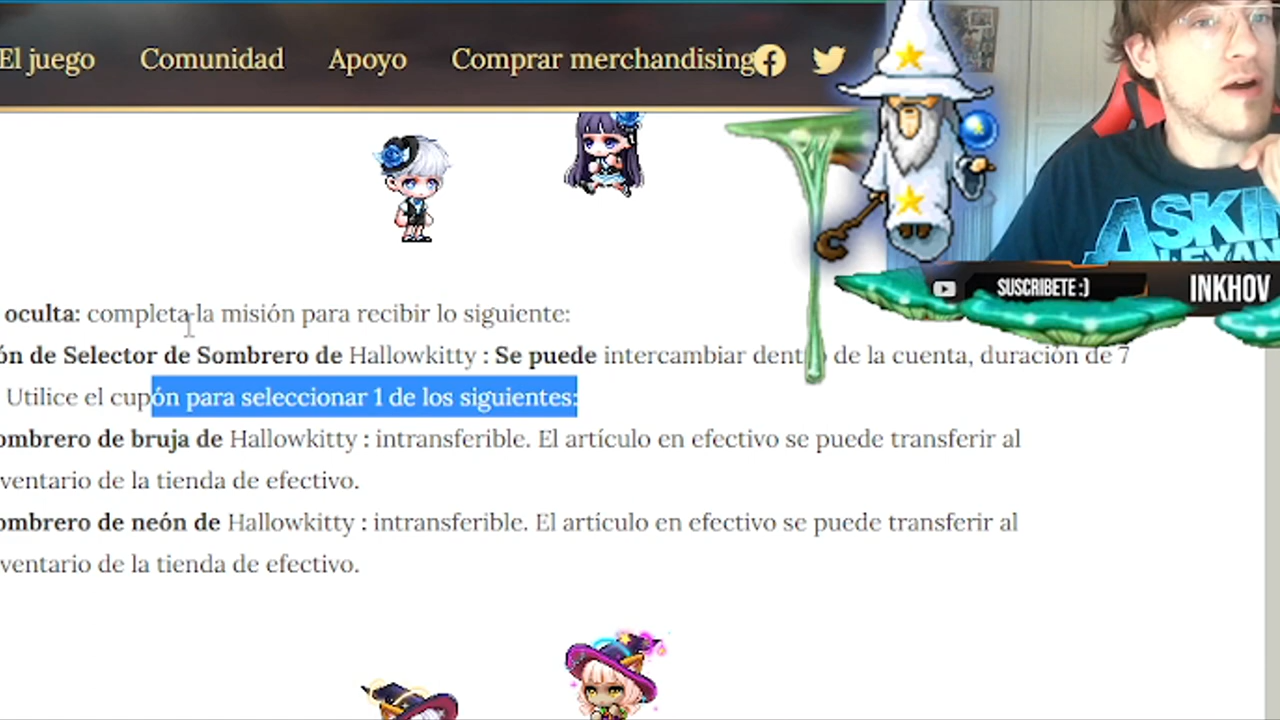 El juego
Comunidad
Apoyo
Comprar merchandising
ASKIN
ALEXAN
SUSCRIBETE :)
INKHOV
oculta: completa la misión para recibir lo siguiente:
ón de Selector de Sombrero de Hallowkitty : Se puede intercambiar dentro de la cuenta, duración de 7
Utilice el cupón para seleccionar 1 de los siguientes:
ombrero de bruja de Hallowkitty : intransferible. El artículo en efectivo se puede transferir al
ventario de la tienda de efectivo.
ombrero de neón de Hallowkitty : intransferible. El artículo en efectivo se puede transferir al
ventario de la tienda de efectivo.